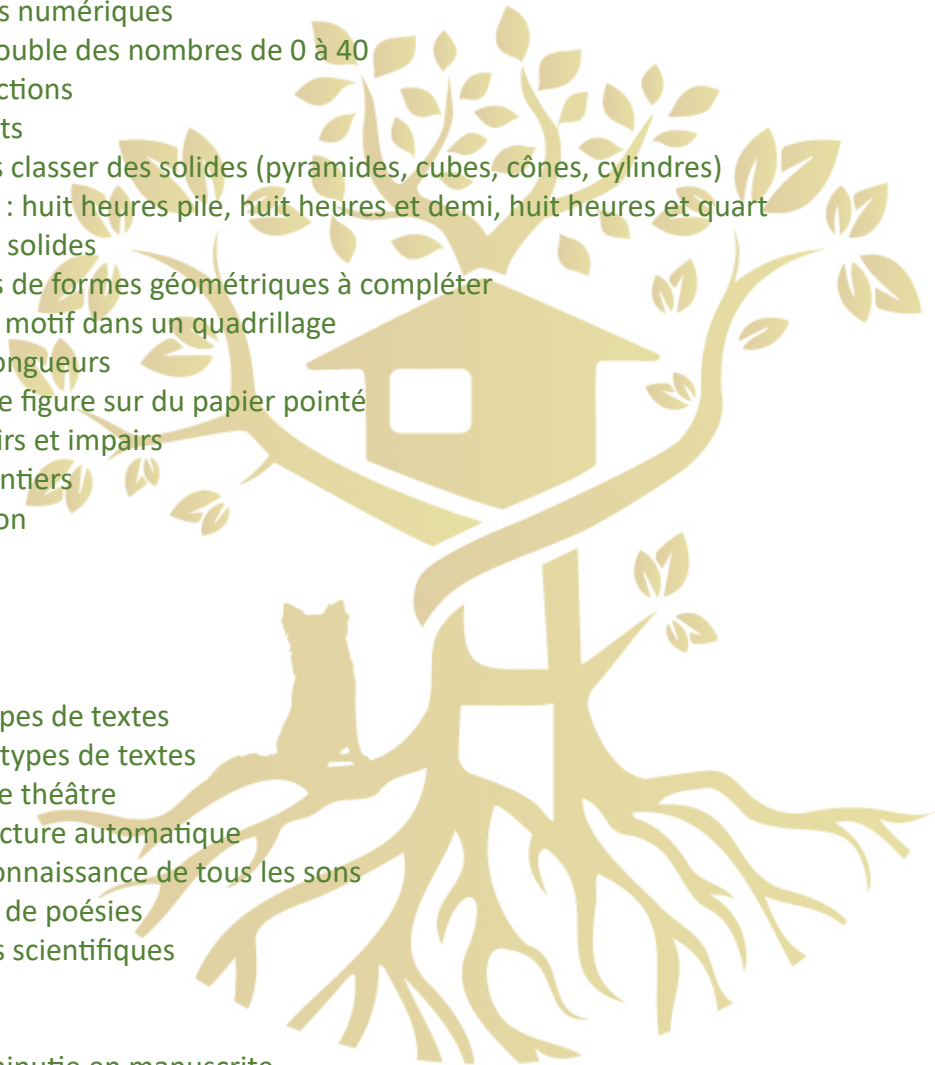 s numériques
ouble des nombres de 0 à 40
ctions
ts
s classer des solides (pyramides, cubes, cônes, cylindres)
: huit heures pile, huit heures et demi, huit heures et quart
solides
s de formes géométriques à compléter
motif dans un quadrillage
ongueurs
e figure sur du papier pointé
irs et impairs
ntiers
on
pes de textes
types de textes
e théâtre
cture automatique
onnaissance de tous les sons
de poésies
s scientifiques